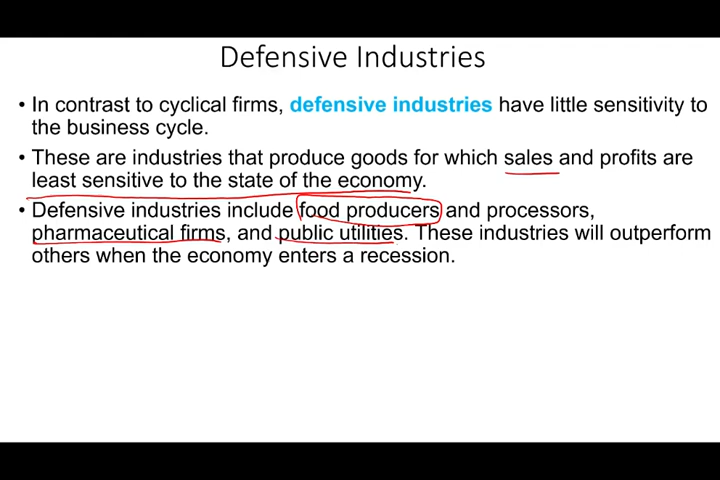 Defensive Industries
• In contrast to cyclical firms, defensive industries have little sensitivity to
the business cycle.
• These are industries that produce goods for which sales and profits are
least sensitive to the state of the economy.
• Defensive industries include food producers and processors,
pharmaceutical firms, and public utilities. These industries will outperform
others when the economy enters a recession.